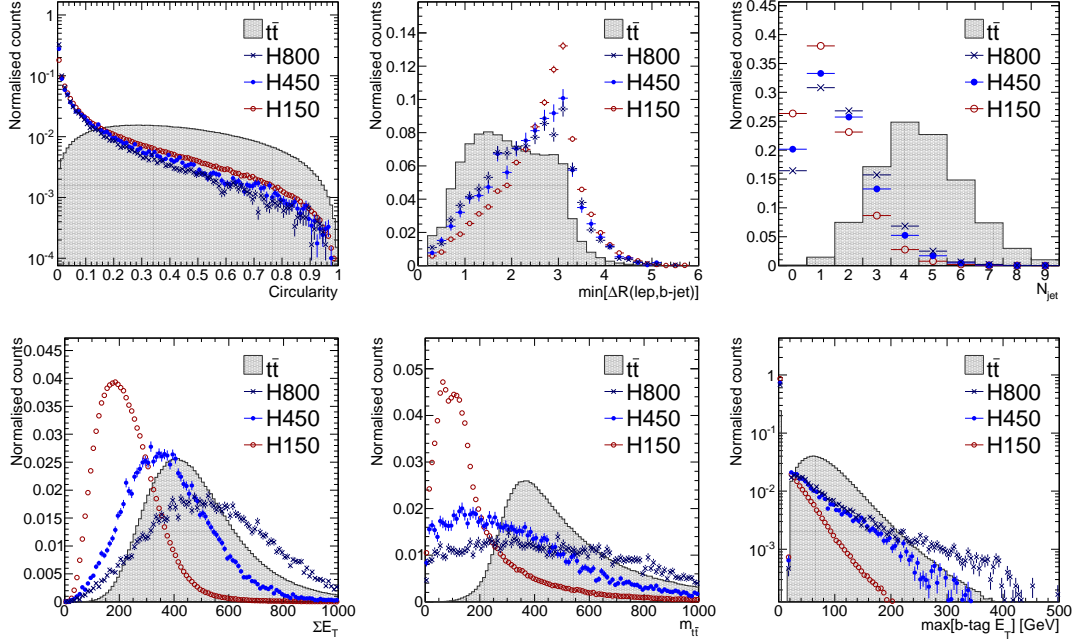 Normalised counts
1
10⁻¹
10⁻²
10⁻³
10⁻⁴
tt̄
H800
H450
H150
0 0.1 0.2 0.3 0.4 0.5 0.6 0.7 0.8 0.9 1
Circularity
Normalised counts
0.14
0.12
0.1
0.08
0.06
0.04
0.02
0
tt̄
H800
H450
H150
0 1 2 3 4 5 6
min[ΔR(lep,b-jet)]
Normalised counts
0.45
0.4
0.35
0.3
0.25
0.2
0.15
0.1
0.05
0
tt̄
H800
H450
H150
0 1 2 3 4 5 6 7 8 9
N_jet
Normalised counts
0.045
0.04
0.035
0.03
0.025
0.02
0.015
0.01
0.005
0.000
tt̄
H800
H450
H150
0 200 400 600 800 1000
ΣE_T
Normalised counts
0.05
0.04
0.03
0.02
0.01
0
tt̄
H800
H450
H150
0 200 400 600 800 1000
m_tt̄
Normalised counts
1
10⁻¹
10⁻²
10⁻³
tt̄
H800
H450
H150
0 100 200 300 400 500
max[b-tag E_T] [GeV]